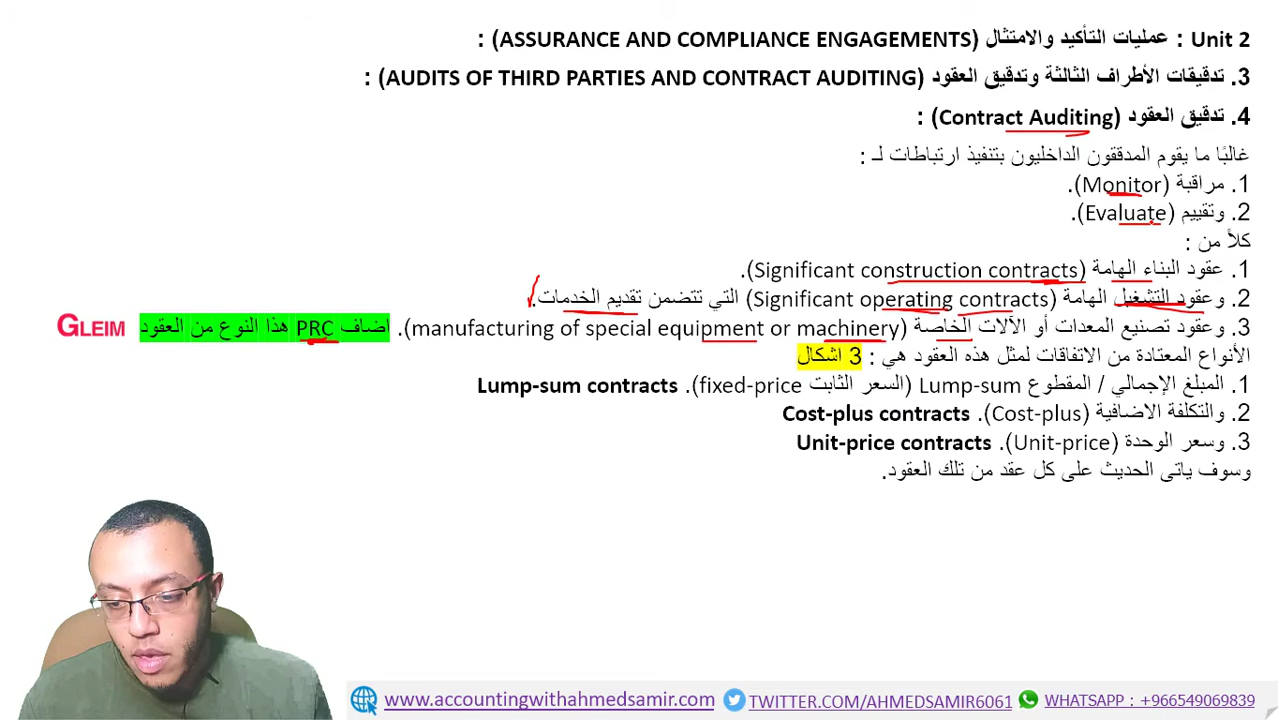 Unit 2 : عمليات التأكيد والامتثال (ASSURANCE AND COMPLIANCE ENGAGEMENTS) :
3. تدقيقات الأطراف الثالثة وتدقيق العقود (AUDITS OF THIRD PARTIES AND CONTRACT AUDITING) :
4. تدقيق العقود (Contract Auditing) :
غالبًا ما يقوم المدققون الداخليون بتنفيذ ارتباطات لـ :
1. مراقبة (Monitor).
2. وتقييم (Evaluate).
كلاً من :
1. عقود البناء الهامة (Significant construction contracts).
2. وعقود التشغيل الهامة (Significant operating contracts) التي تتضمن تقديم الخدمات.
3. وعقود تصنيع المعدات أو الآلات الخاصة (manufacturing of special equipment or machinery). اضاف PRC هذا النوع من العقود GLEIM
الأنواع المعتادة من الاتفاقات لمثل هذه العقود هي : 3 اشكال
1. المبلغ الإجمالي / المقطوع Lump-sum (السعر الثابت fixed-price). Lump-sum contracts
2. والتكلفة الاضافية (Cost-plus). Cost-plus contracts
3. وسعر الوحدة (Unit-price). Unit-price contracts
وسوف ياتى الحديث على كل عقد من تلك العقود.
www.accountingwithahmedsamir.com TWITTER.COM/AHMEDSAMIR6061 WHATSAPP : +966549069839